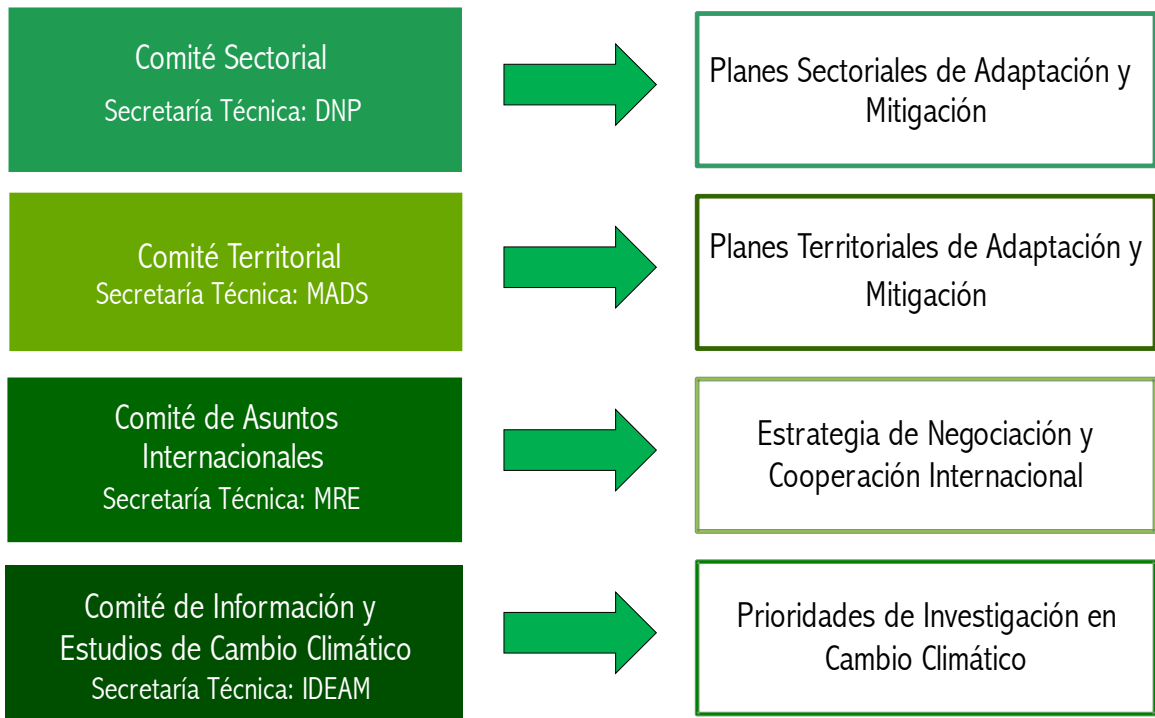 Comité Sectorial
Secretaría Técnica: DNP
Planes Sectoriales de Adaptación y
Mitigación
Comité Territorial
Secretaría Técnica: MADS
Planes Territoriales de Adaptación y
Mitigación
Comité de Asuntos
Internacionales
Secretaría Técnica: MRE
Estrategia de Negociación y
Cooperación Internacional
Comité de Información y
Estudios de Cambio Climático
Secretaría Técnica: IDEAM
Prioridades de Investigación en
Cambio Climático